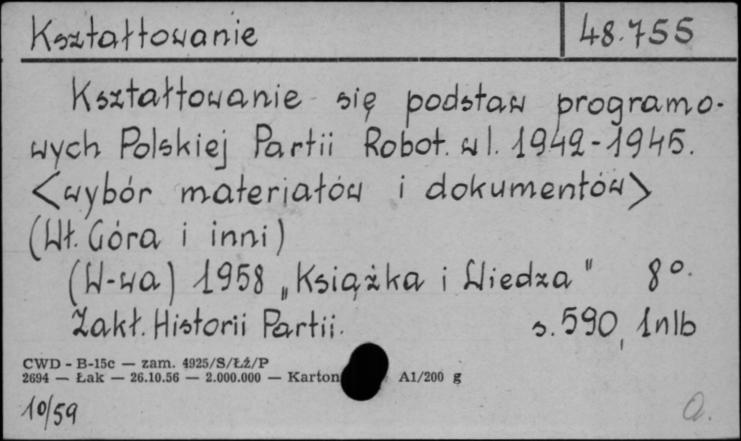 Kształtowanie 48.755
Kształtowanie się podstaw programo-
wych Polskiej Partii Robot. w l. 1942-1945.
<wybór materiałów i dokumentów>
(Wł. Góra i inni)
(W-wa) 1958 „Książka i Wiedza" 8°.
Zakł. Historii Partii. s. 590, 1nlb
CWD - B-15c — zam. 4925/S/ŁŻ/P
2694 — Łak — 26.10.56 — 2.000.000 — Karton A1/200 g
10/59 a.